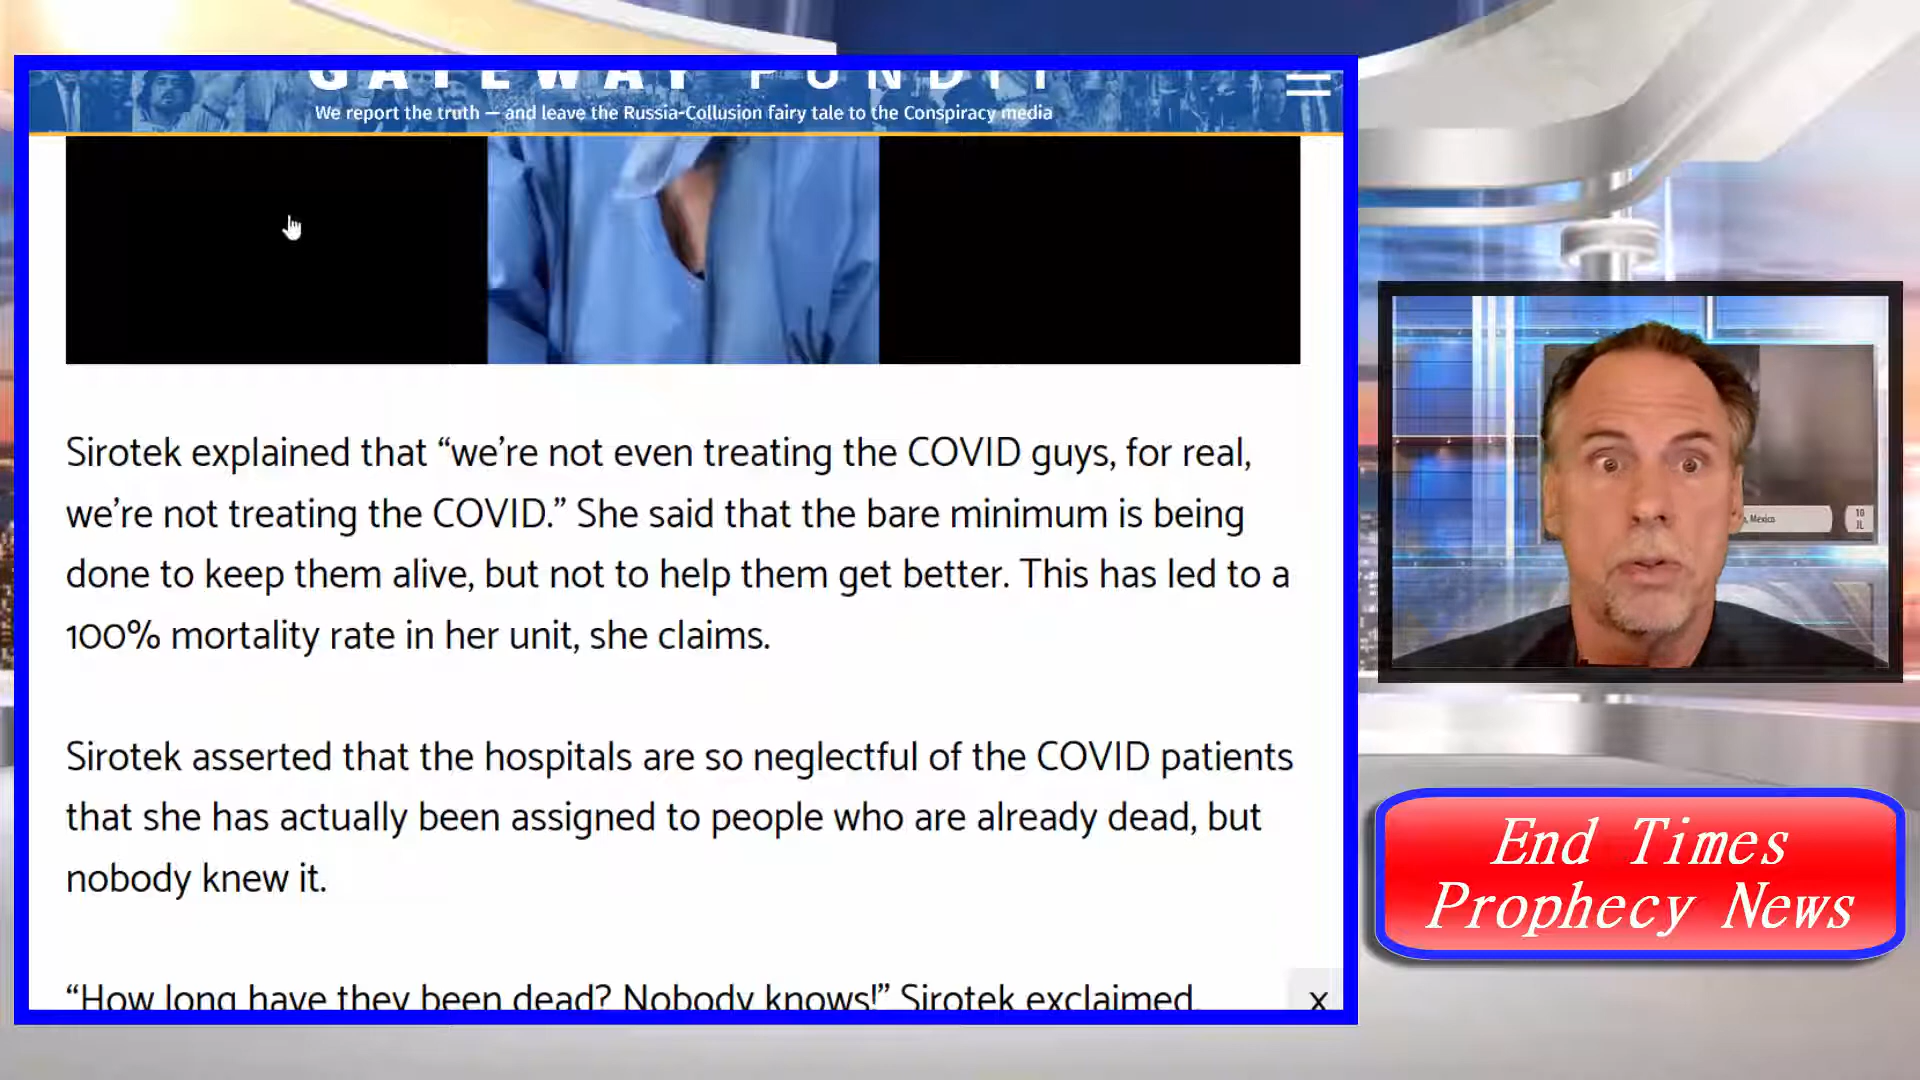 GATEWAY PUNDIT
We report the truth — and leave the Russia-Collusion fairy tale to the Conspiracy media
Sirotek explained that “we’re not even treating the COVID guys, for real,
we’re not treating the COVID.” She said that the bare minimum is being
done to keep them alive, but not to help them get better. This has led to a
100% mortality rate in her unit, she claims.
Sirotek asserted that the hospitals are so neglectful of the COVID patients
that she has actually been assigned to people who are already dead, but
nobody knew it.
“How long have they been dead? Nobody knows!” Sirotek exclaimed.
X
Mexico
10
End Times
Prophecy News